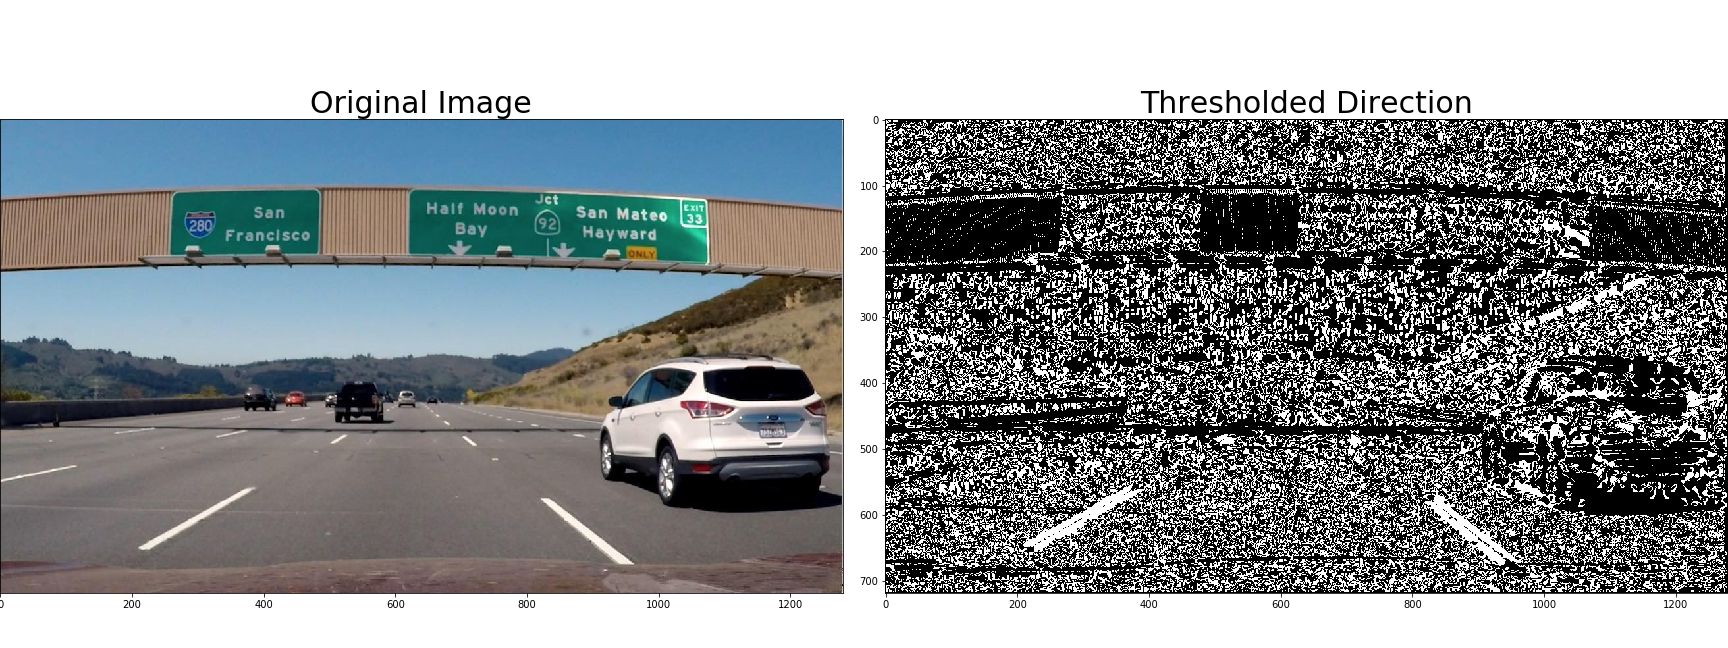 Original Image
Thresholded Direction
San
Francisco
280
Half Moon
Bay
Jct
92
San Mateo
Hayward
EXIT
33
ONLY
0
200
400
600
800
1000
1200
0
100
200
300
400
500
600
700
0
200
400
600
800
1000
1200